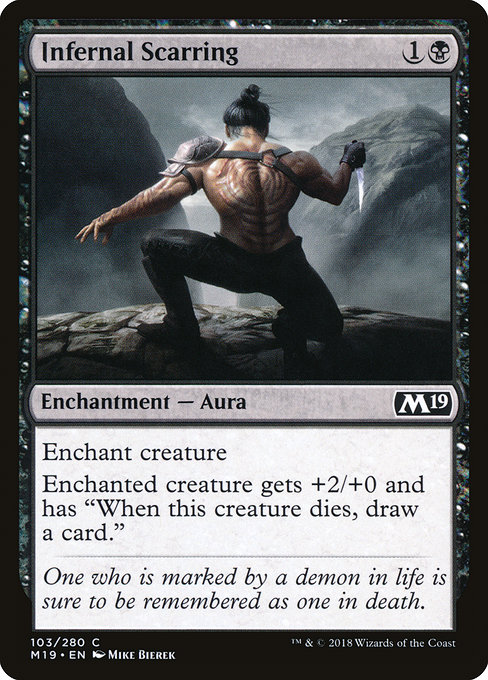 Infernal Scarring 1
Enchantment — Aura M19
Enchant creature
Enchanted creature gets +2/+0 and
has “When this creature dies, draw
a card.”
One who is marked by a demon in life is
sure to be remembered as one in death.
103/280 C
M19 • EN Mike Bierek ™ & © 2018 Wizards of the Coast